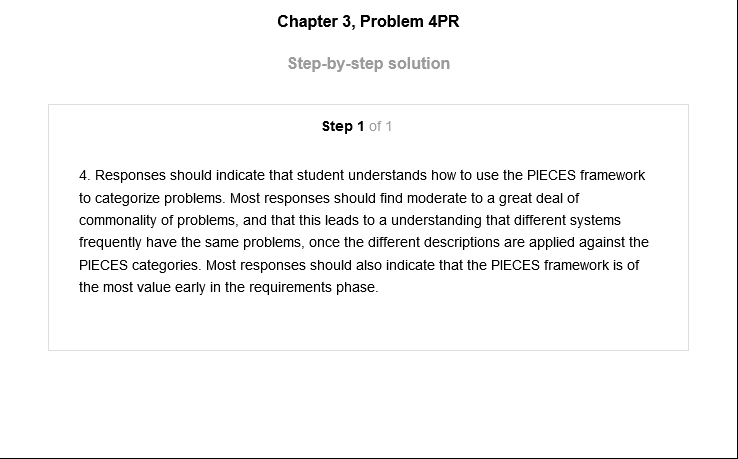 Chapter 3, Problem 4PR
Step-by-step solution
Step 1 of 1
4. Responses should indicate that student understands how to use the PIECES framework
to categorize problems. Most responses should find moderate to a great deal of
commonality of problems, and that this leads to a understanding that different systems
frequently have the same problems, once the different descriptions are applied against the
PIECES categories. Most responses should also indicate that the PIECES framework is of
the most value early in the requirements phase.